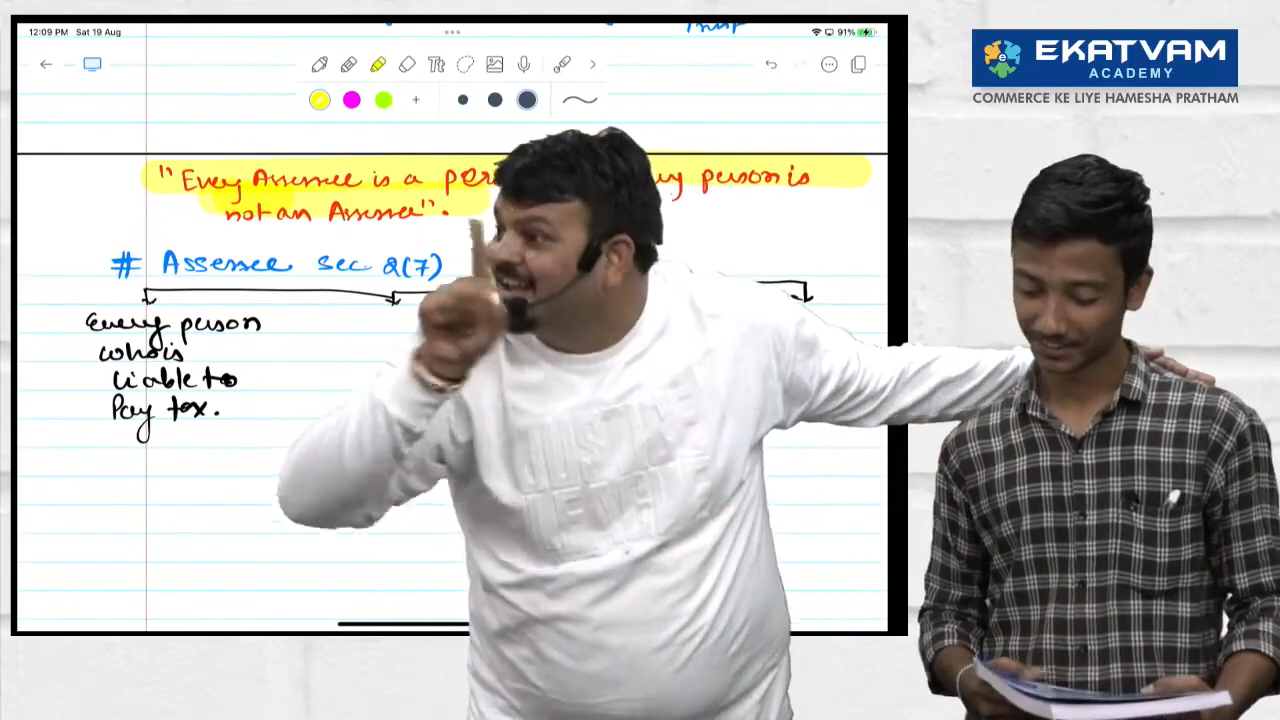 12:09 PM Sat 19 Aug
91%
EKATVAM
ACADEMY
COMMERCE KE LIYE HAMESHA PRATHAM
"Every Assessee is a person is
not an Assessee".
# Assessee sec 2(7)
Every person
who is
liable to
Pay tax.